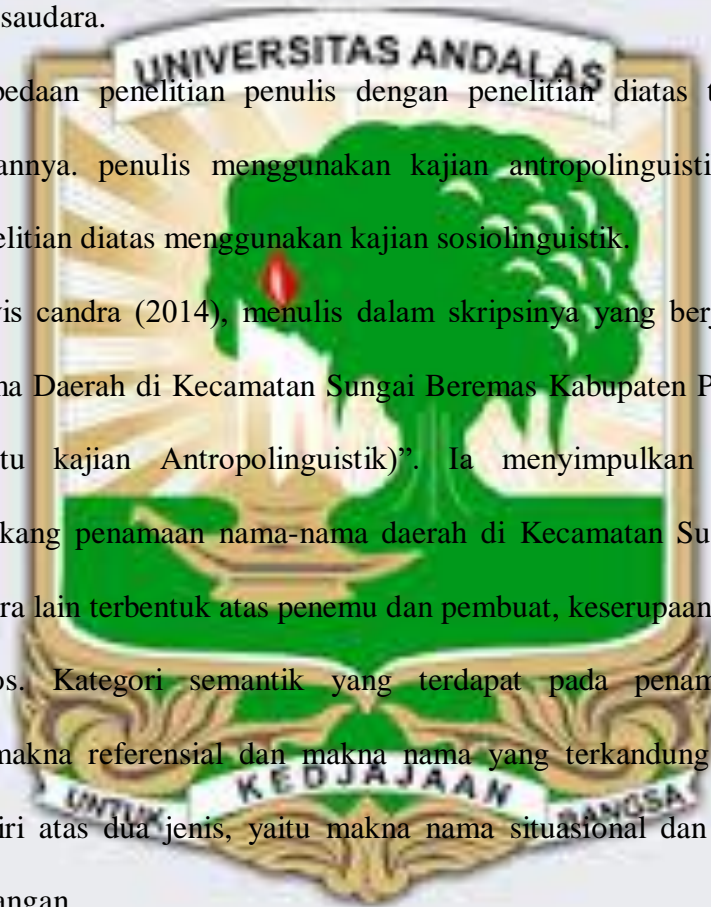 saudara.
UNIVERSITAS ANDALAS
pedaan penelitian penulis dengan penelitian diatas t
annya. penulis menggunakan kajian antropolinguisti
elitian diatas menggunakan kajian sosiolinguistik.
is candra (2014), menulis dalam skripsinya yang berj
na Daerah di Kecamatan Sungai Beremas Kabupaten P
tu kajian Antropolinguistik)”. Ia menyimpulkan
kang penamaan nama-nama daerah di Kecamatan Su
ra lain terbentuk atas penemu dan pembuat, keserupaan
os. Kategori semantik yang terdapat pada penam
makna referensial dan makna nama yang terkandung
UNTUK KEDJAJAAN BANGSA
iri atas dua jenis, yaitu makna nama situasional dan
angan